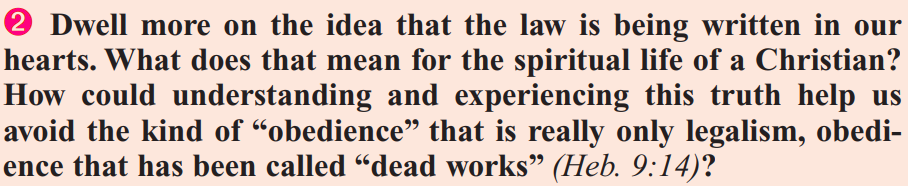 2 Dwell more on the idea that the law is being written in our
hearts. What does that mean for the spiritual life of a Christian?
How could understanding and experiencing this truth help us
avoid the kind of “obedience” that is really only legalism, obedi-
ence that has been called “dead works” (Heb. 9:14)?